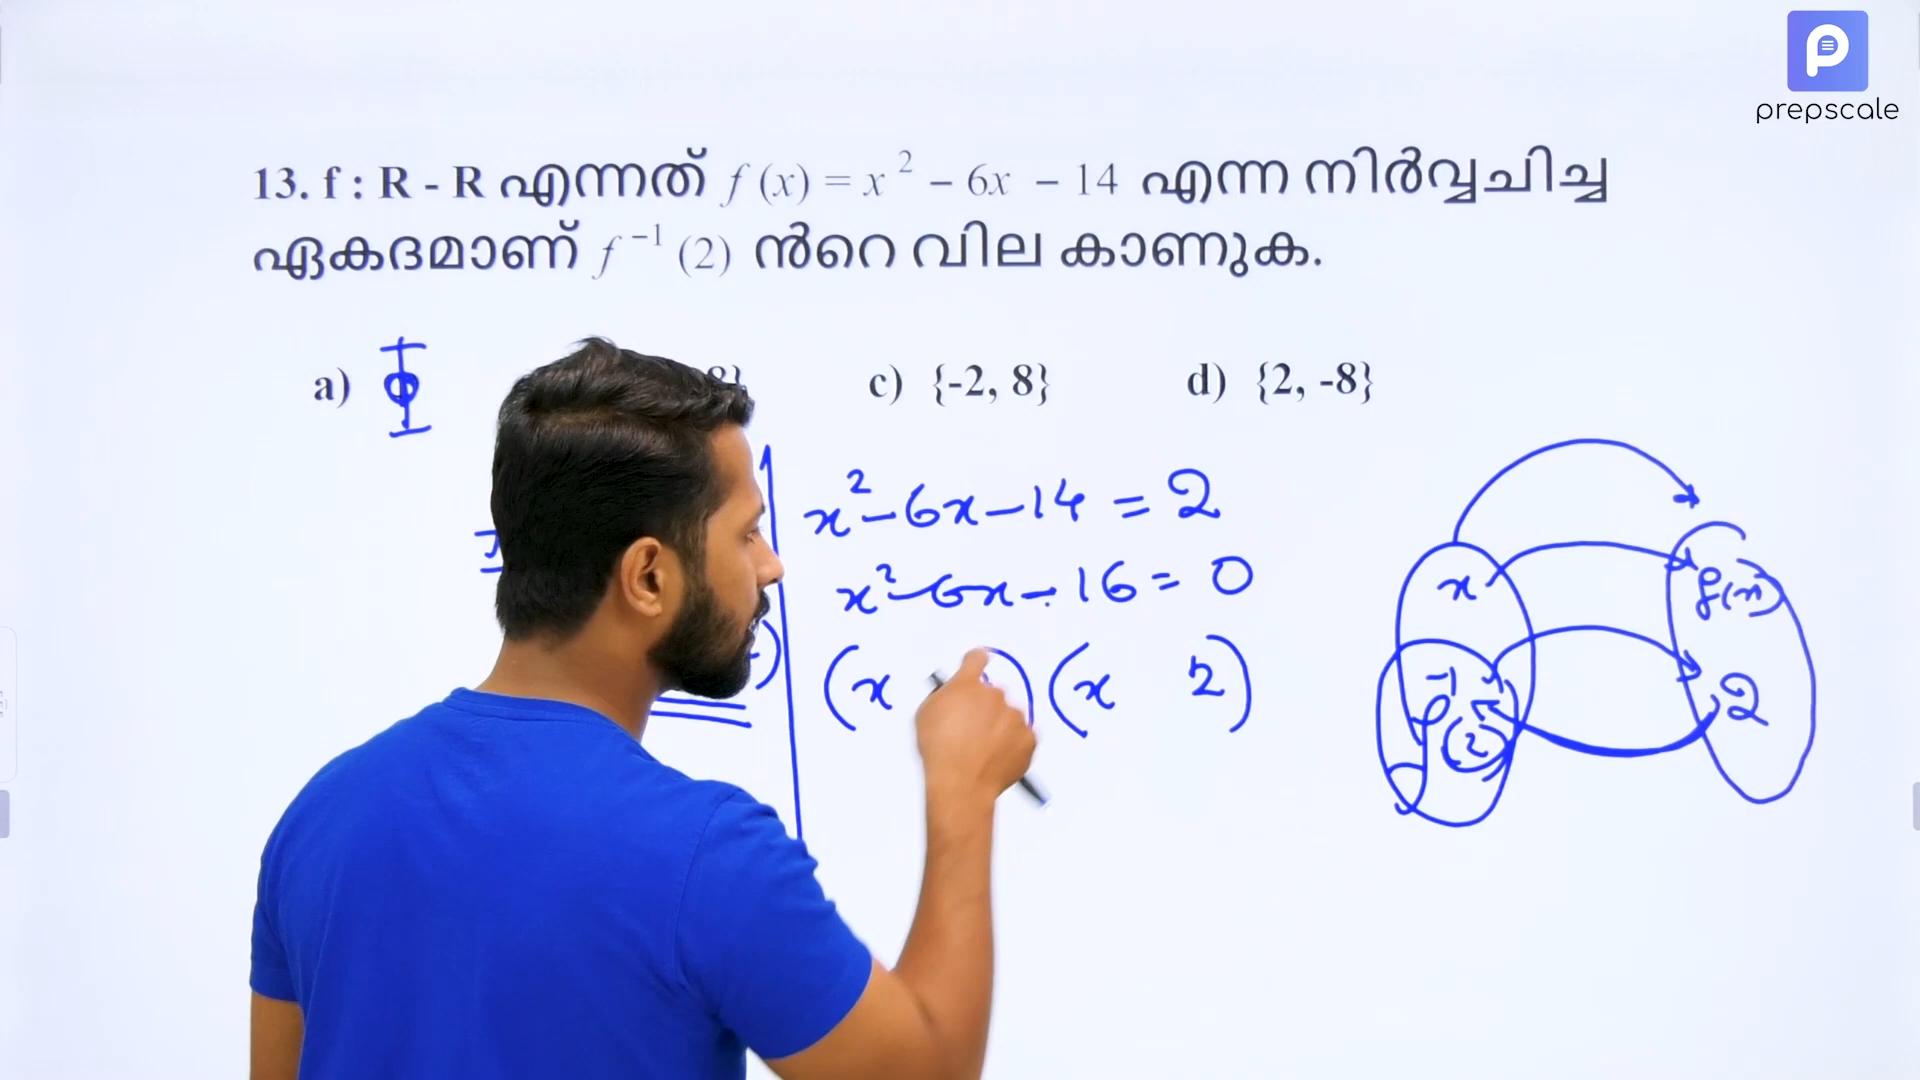 prepscale
13. f : R - R എന്നത് f (x) = x² – 6x – 14 എന്ന നിർവ്വചിച്ച
ഏകദമാണ് f⁻¹ (2) ൻറെ വില കാണുക.
a) Φ 8} c) {-2, 8} d) {2, -8}
x² - 6x - 14 = 2
x² - 6x - 16 = 0
(x ) (x 2)
x f(x)
f⁻¹(2) 2